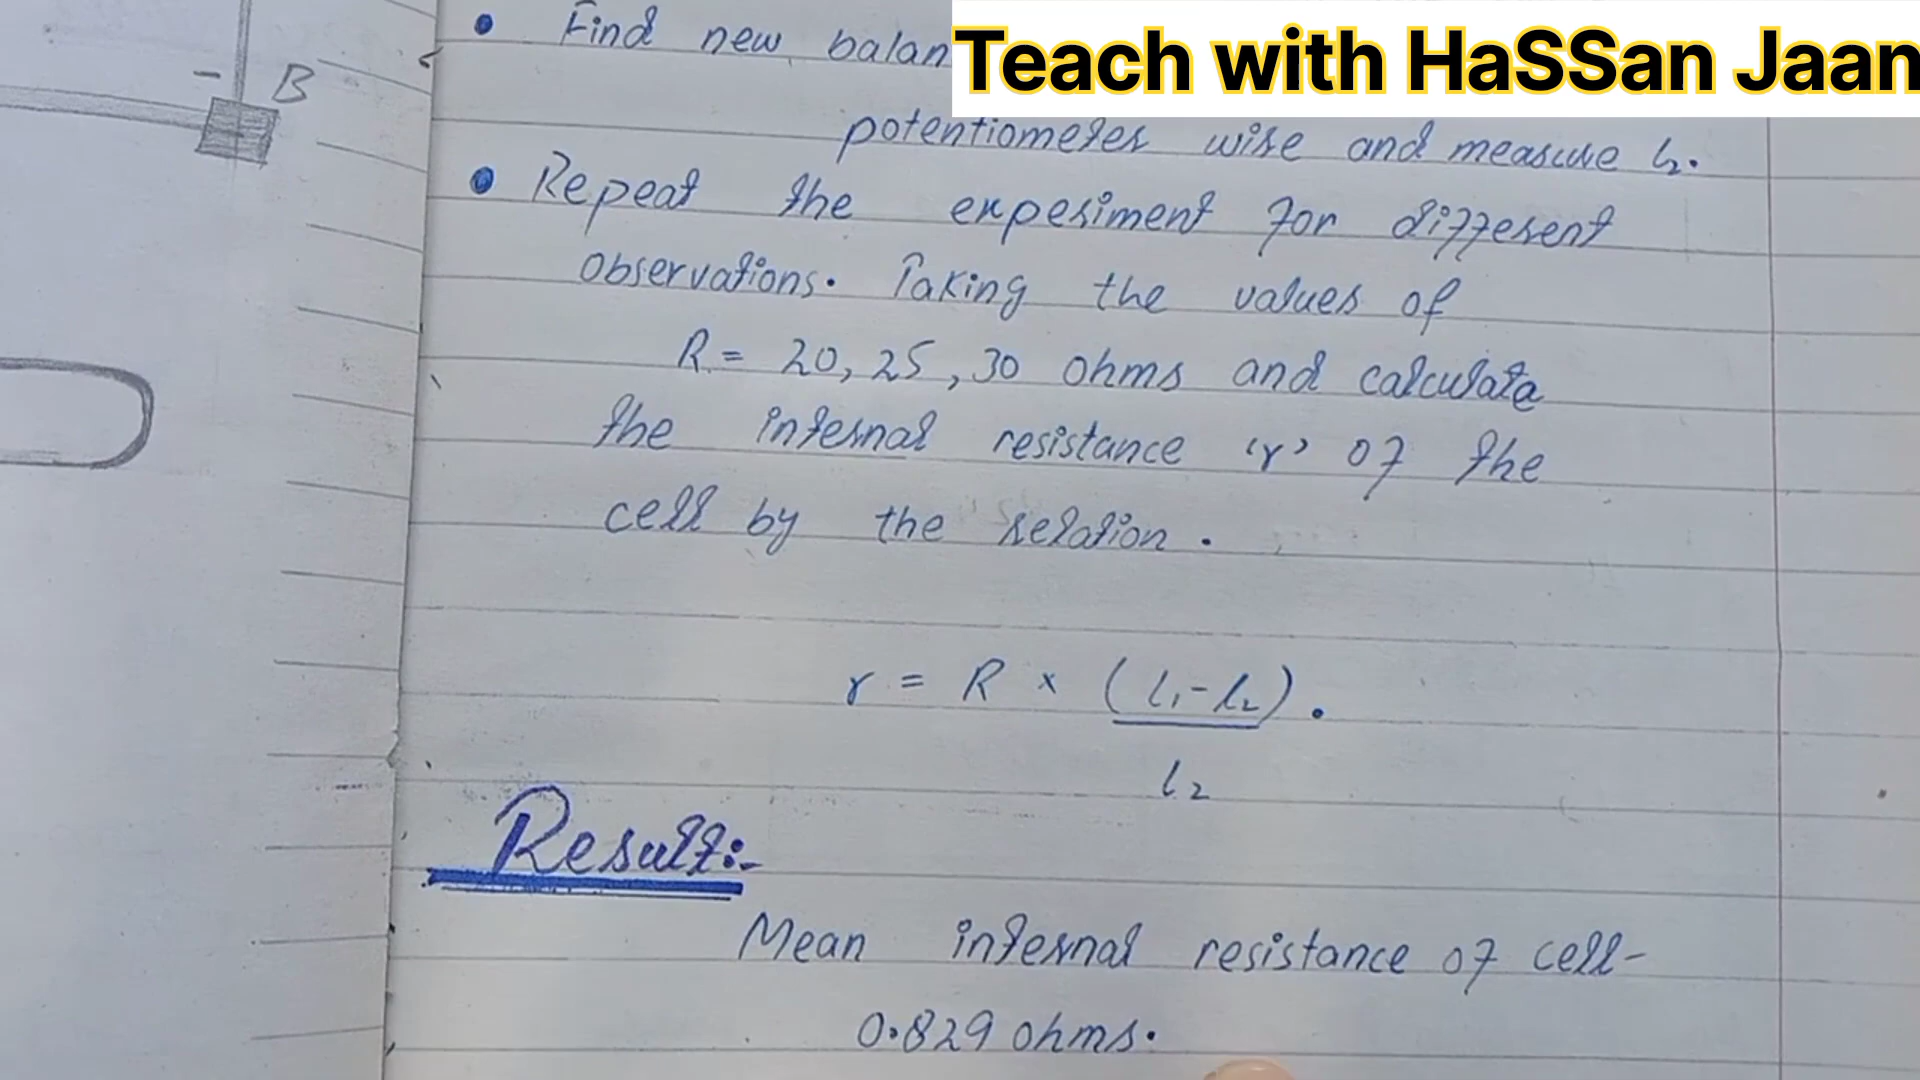 Teach with HaSSan Jaan
- B
• Find new balan
potentiometer wire and measure l₂.
• Repeat the experiment for different
observations. Taking the values of
R = 20, 25, 30 ohms and calculate
the internal resistance 'r' of the
cell by the relation.
r = R × (l₁-l₂).
l₂
Result:-
Mean internal resistance of cell-
0.829 ohms.